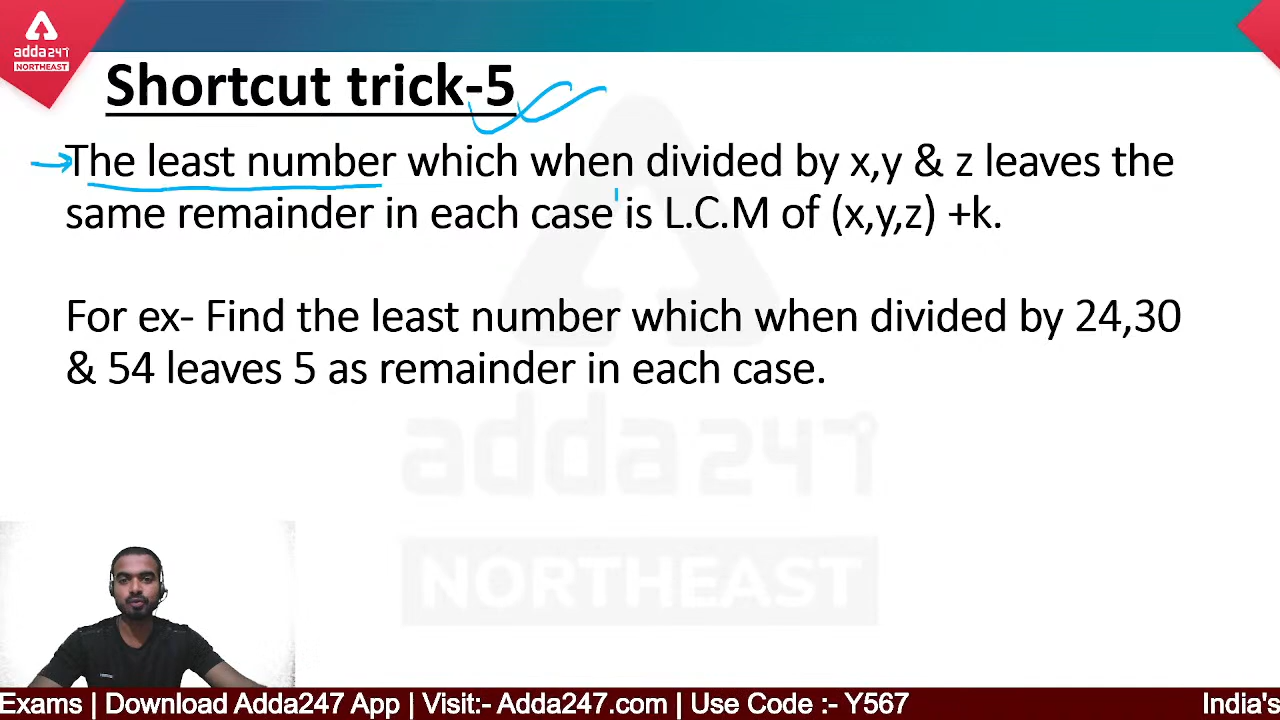 adda247
NORTHEAST
Shortcut trick-5
The least number which when divided by x,y & z leaves the
same remainder in each case is L.C.M of (x,y,z) +k.
For ex- Find the least number which when divided by 24,30
& 54 leaves 5 as remainder in each case.
adda247
NORTHEAST
Exams | Download Adda247 App | Visit:- Adda247.com | Use Code :- Y567
India's